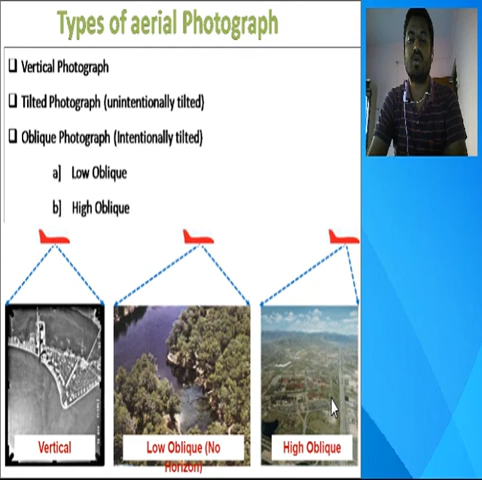 Types of aerial Photograph
❑ Vertical Photograph
❑ Tilted Photograph (unintentionally tilted)
❑ Oblique Photograph (Intentionally tilted)
a] Low Oblique
b] High Oblique
Vertical
Low Oblique (No
Horizon)
High Oblique